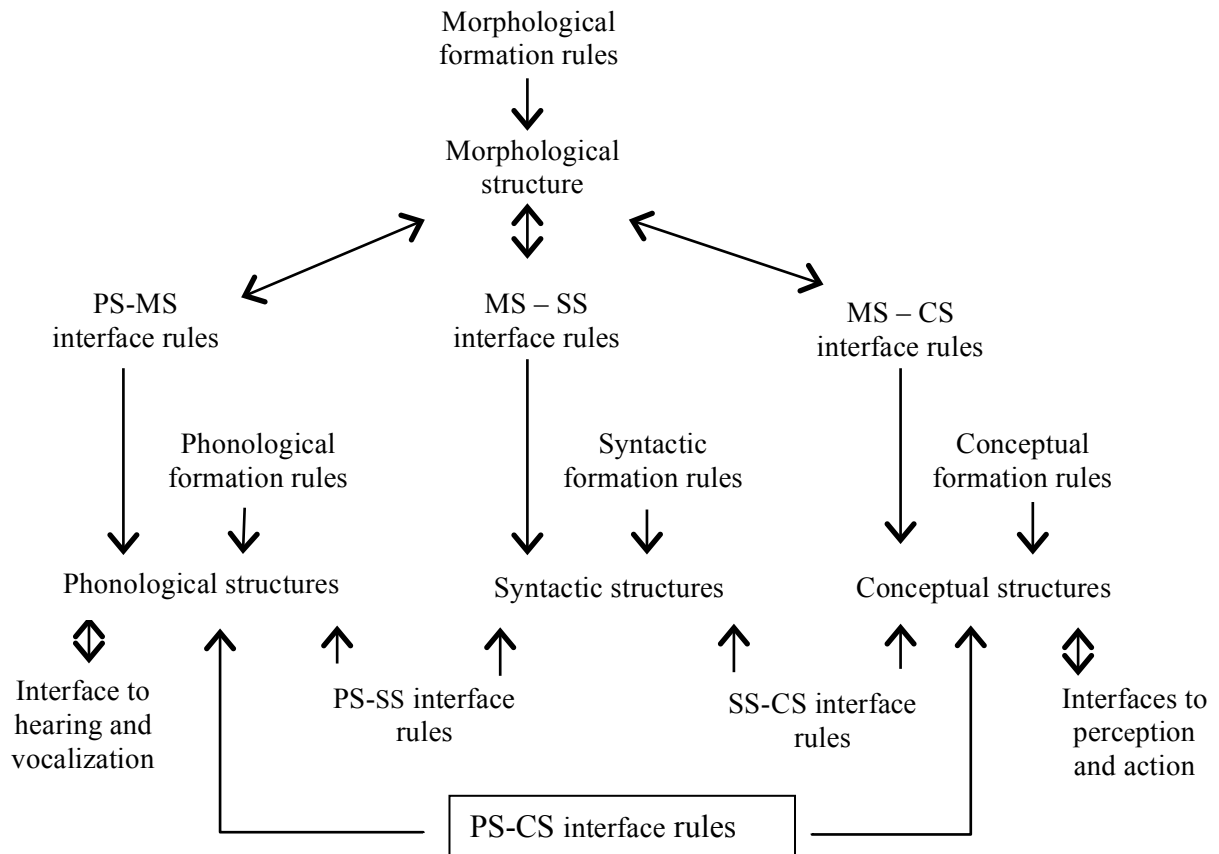 Morphological
formation rules
Morphological
structure
PS-MS
interface rules
MS – SS
interface rules
MS – CS
interface rules
Phonological
formation rules
Syntactic
formation rules
Conceptual
formation rules
Phonological structures
Syntactic structures
Conceptual structures
Interface to
hearing and
vocalization
PS-SS interface
rules
SS-CS interface
rules
Interfaces to
perception
and action
PS-CS interface rules